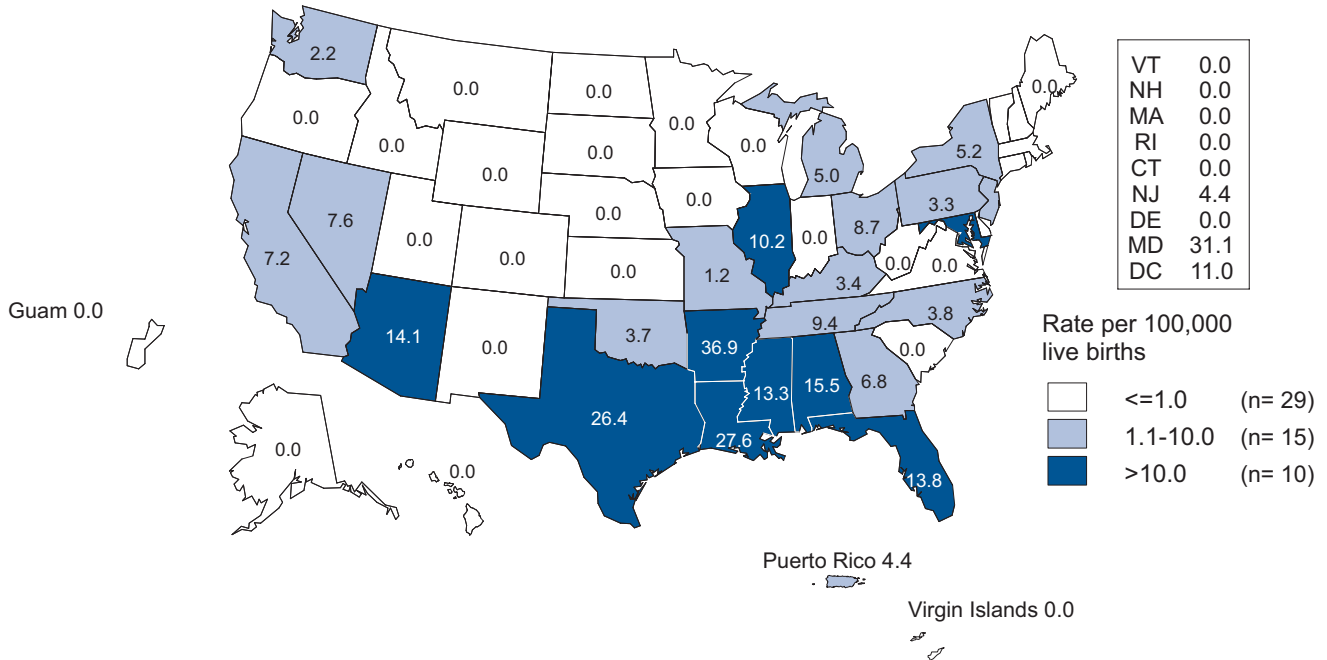 2.2
0.0
0.0
0.0
0.0
0.0
0.0
0.0
0.0
0.0
0.0
5.0
5.2
0.0
VT 0.0
NH 0.0
MA 0.0
RI 0.0
CT 0.0
NJ 4.4
DE 0.0
MD 31.1
DC 11.0
7.2
7.6
0.0
0.0
0.0
0.0
1.2
10.2
0.0
8.7
3.3
0.0
0.0
3.4
Guam 0.0
14.1
0.0
3.7
36.9
9.4
3.8
0.0
26.4
27.6
13.3
15.5
6.8
13.8
0.0
0.0
Rate per 100,000
live births
<=1.0 (n= 29)
1.1-10.0 (n= 15)
>10.0 (n= 10)
Puerto Rico 4.4
Virgin Islands 0.0